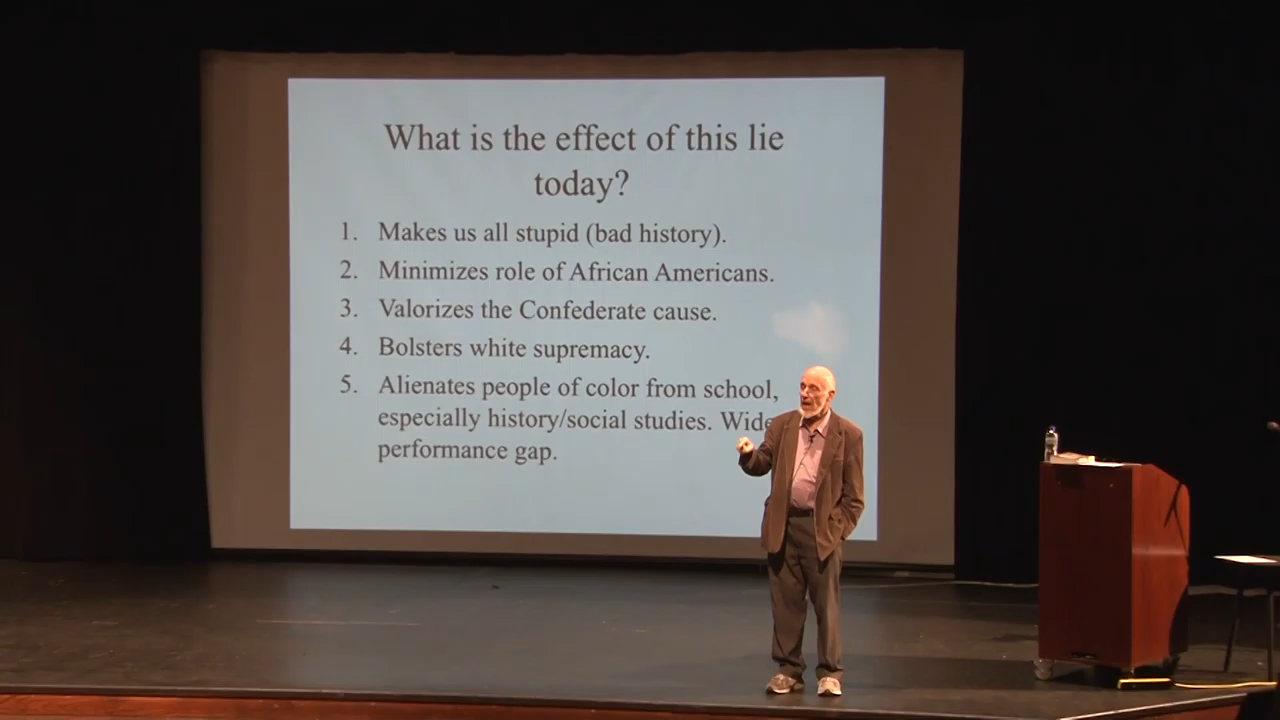 What is the effect of this lie
today?
1. Makes us all stupid (bad history).
2. Minimizes role of African Americans.
3. Valorizes the Confederate cause.
4. Bolsters white supremacy.
5. Alienates people of color from school,
especially history/social studies.
performance gap.